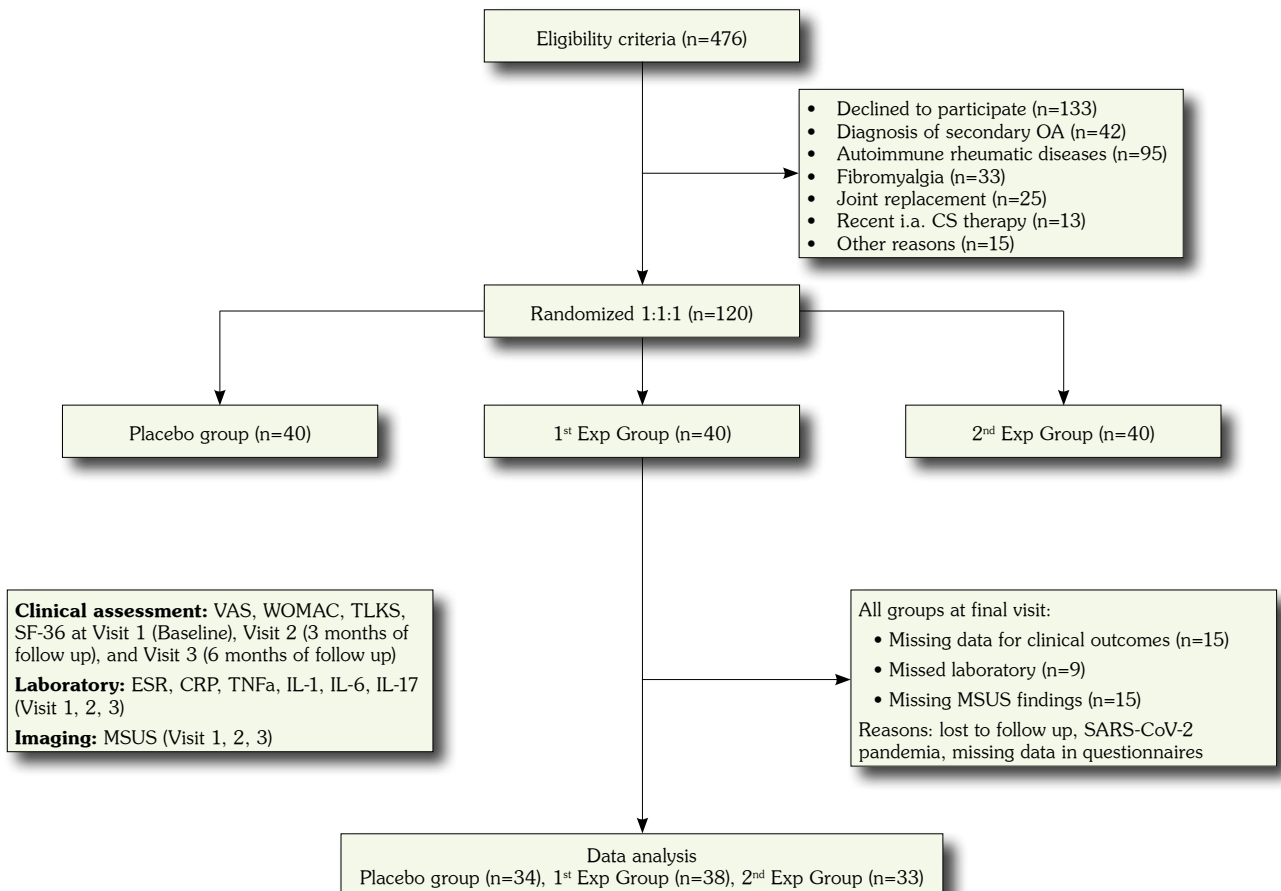 Eligibility criteria (n=476)
• Declined to participate (n=133)
• Diagnosis of secondary OA (n=42)
• Autoimmune rheumatic diseases (n=95)
• Fibromyalgia (n=33)
• Joint replacement (n=25)
• Recent i.a. CS therapy (n=13)
• Other reasons (n=15)
Randomized 1:1:1 (n=120)
Placebo group (n=40)
1st Exp Group (n=40)
2nd Exp Group (n=40)
Clinical assessment: VAS, WOMAC, TLKS,
SF-36 at Visit 1 (Baseline), Visit 2 (3 months of
follow up), and Visit 3 (6 months of follow up)
Laboratory: ESR, CRP, TNFa, IL-1, IL-6, IL-17
(Visit 1, 2, 3)
Imaging: MSUS (Visit 1, 2, 3)
All groups at final visit:
• Missing data for clinical outcomes (n=15)
• Missed laboratory (n=9)
• Missing MSUS findings (n=15)
Reasons: lost to follow up, SARS-CoV-2
pandemia, missing data in questionnaires
Data analysis
Placebo group (n=34), 1st Exp Group (n=38), 2nd Exp Group (n=33)